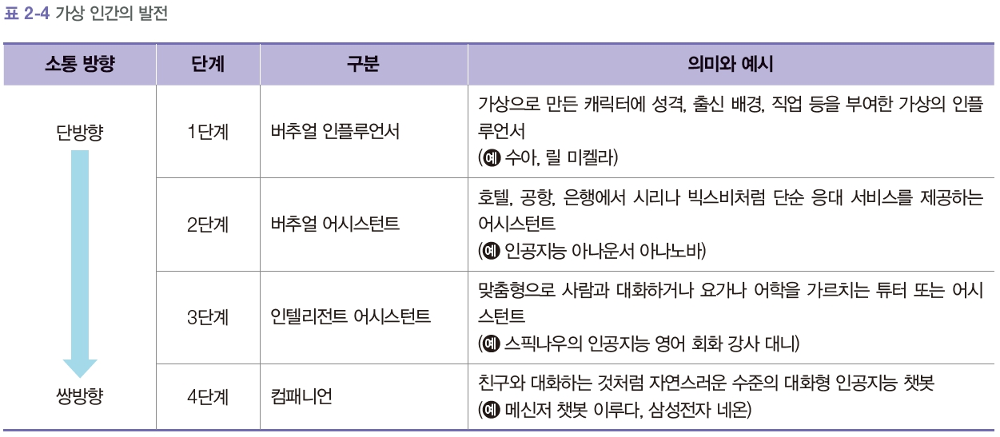 표 2-4 가상 인간의 발전
소통 방향 단계 구분 의미와 예시
단방향
1단계 버추얼 인플루언서
가상으로 만든 캐릭터에 성격, 출신 배경, 직업 등을 부여한 가상의 인플
루언서
(예 수아, 릴 미켈라)
2단계 버추얼 어시스턴트
호텔, 공항, 은행에서 시리나 빅스비처럼 단순 응대 서비스를 제공하는
어시스턴트
(예 인공지능 아나운서 아나노바)
3단계 인텔리전트 어시스턴트
맞춤형으로 사람과 대화하거나 요가나 어학을 가르치는 튜터 또는 어시
스턴트
(예 스픽나우의 인공지능 영어 회화 강사 대니)
쌍방향
4단계 컴패니언
친구와 대화하는 것처럼 자연스러운 수준의 대화형 인공지능 챗봇
(예 메신저 챗봇 이루다, 삼성전자 네온)